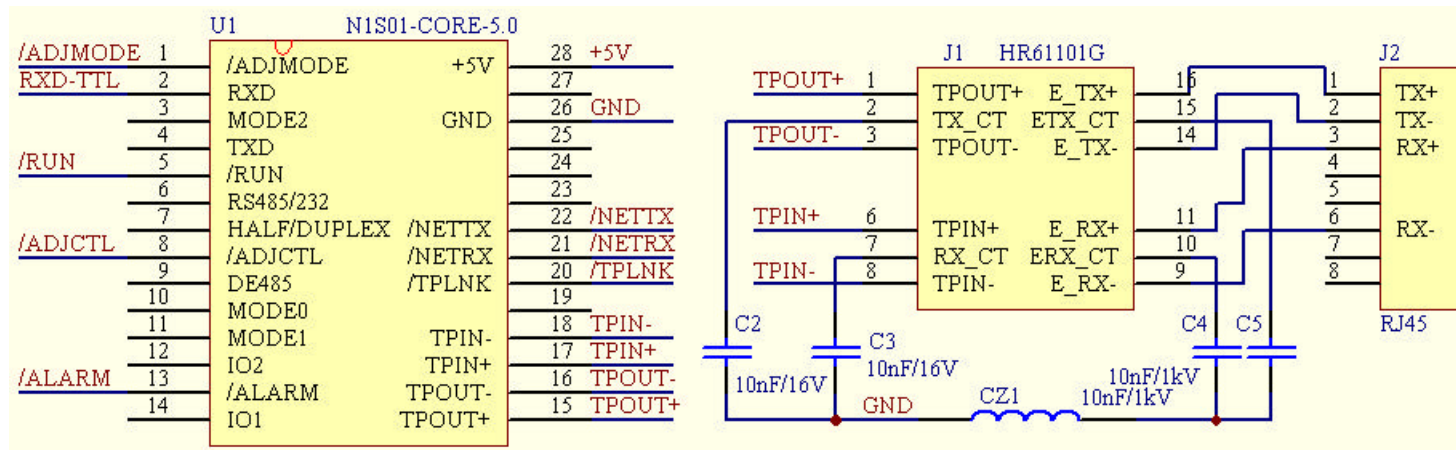 U1 N1S01-CORE-5.0
/ADJMODE 1 /ADJMODE +5V 28 +5V
RXD-TTL 2 RXD 27
3 MODE2 GND 26 GND
4 TXD 25
/RUN 5 /RUN 24
6 RS485/232 23
7 HALF/DUPLEX /NETTX 22 /NETTX
/ADJCTL 8 /ADJCTL /NETRX 21 /NETRX
9 DE485 /TPLNK 20 /TPLNK
10 MODE0 19
11 MODE1 TPIN- 18 TPIN-
12 IO2 TPIN+ 17 TPIN+
/ALARM 13 /ALARM TPOUT- 16 TPOUT-
14 IO1 TPOUT+ 15 TPOUT+
J1 HR61101G
TPOUT+ 1 TPOUT+ E_TX+ 16
2 TX_CT ETX_CT 15
TPOUT- 3 TPOUT- E_TX- 14
TPIN+ 6 TPIN+ E_RX+ 11
7 RX_CT ERX_CT 10
TPIN- 8 TPIN- E_RX- 9
J2
1 TX+
2 TX-
3 RX+
4
5
6 RX-
7
8
RJ45
C2
10nF/16V
C3
10nF/16V
C4 C5
10nF/1kV
10nF/1kV
GND CZ1